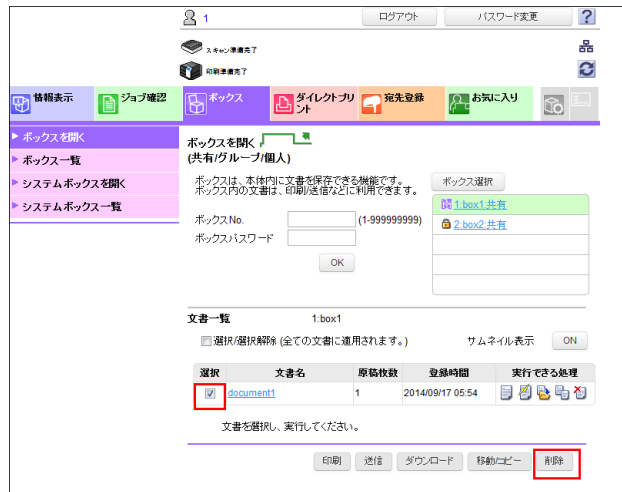 1 ログアウト パスワード変更 ?
スキャン準備完了
印刷準備完了
情報表示 ジョブ確認 ボックス ダイレクトプリント 宛先登録 お気に入り
ボックスを開く
ボックス一覧
システムボックスを開く
システムボックス一覧
ボックスを開く
(共有/グループ/個人)
ボックスは、本体内に文書を保存できる機能です。
ボックス内の文書は、印刷/送信などに利用できます。
ボックスNo. (1-999999999)
ボックスパスワード
OK
ボックス選択
1:box1:共有
2:box2:共有
文書一覧 1:box1
選択/選択解除 (全ての文書に適用されます。) サムネイル表示 ON
選択 文書名 原稿枚数 登録時間 実行できる処理
document1 1 2014/09/17 05:54
文書を選択し、実行してください。
印刷 送信 ダウンロード 移動/コピー 削除